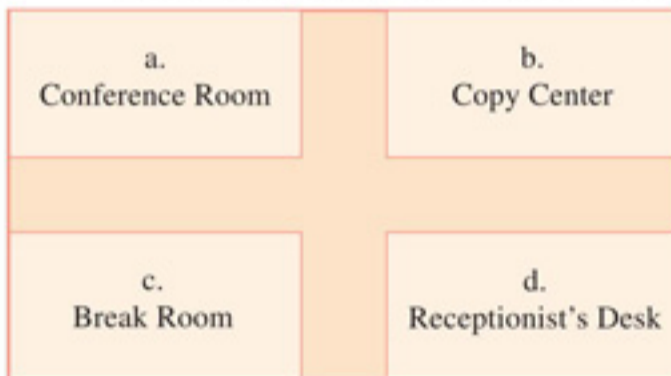 a.
Conference Room
b.
Copy Center
c.
Break Room
d.
Receptionist's Desk